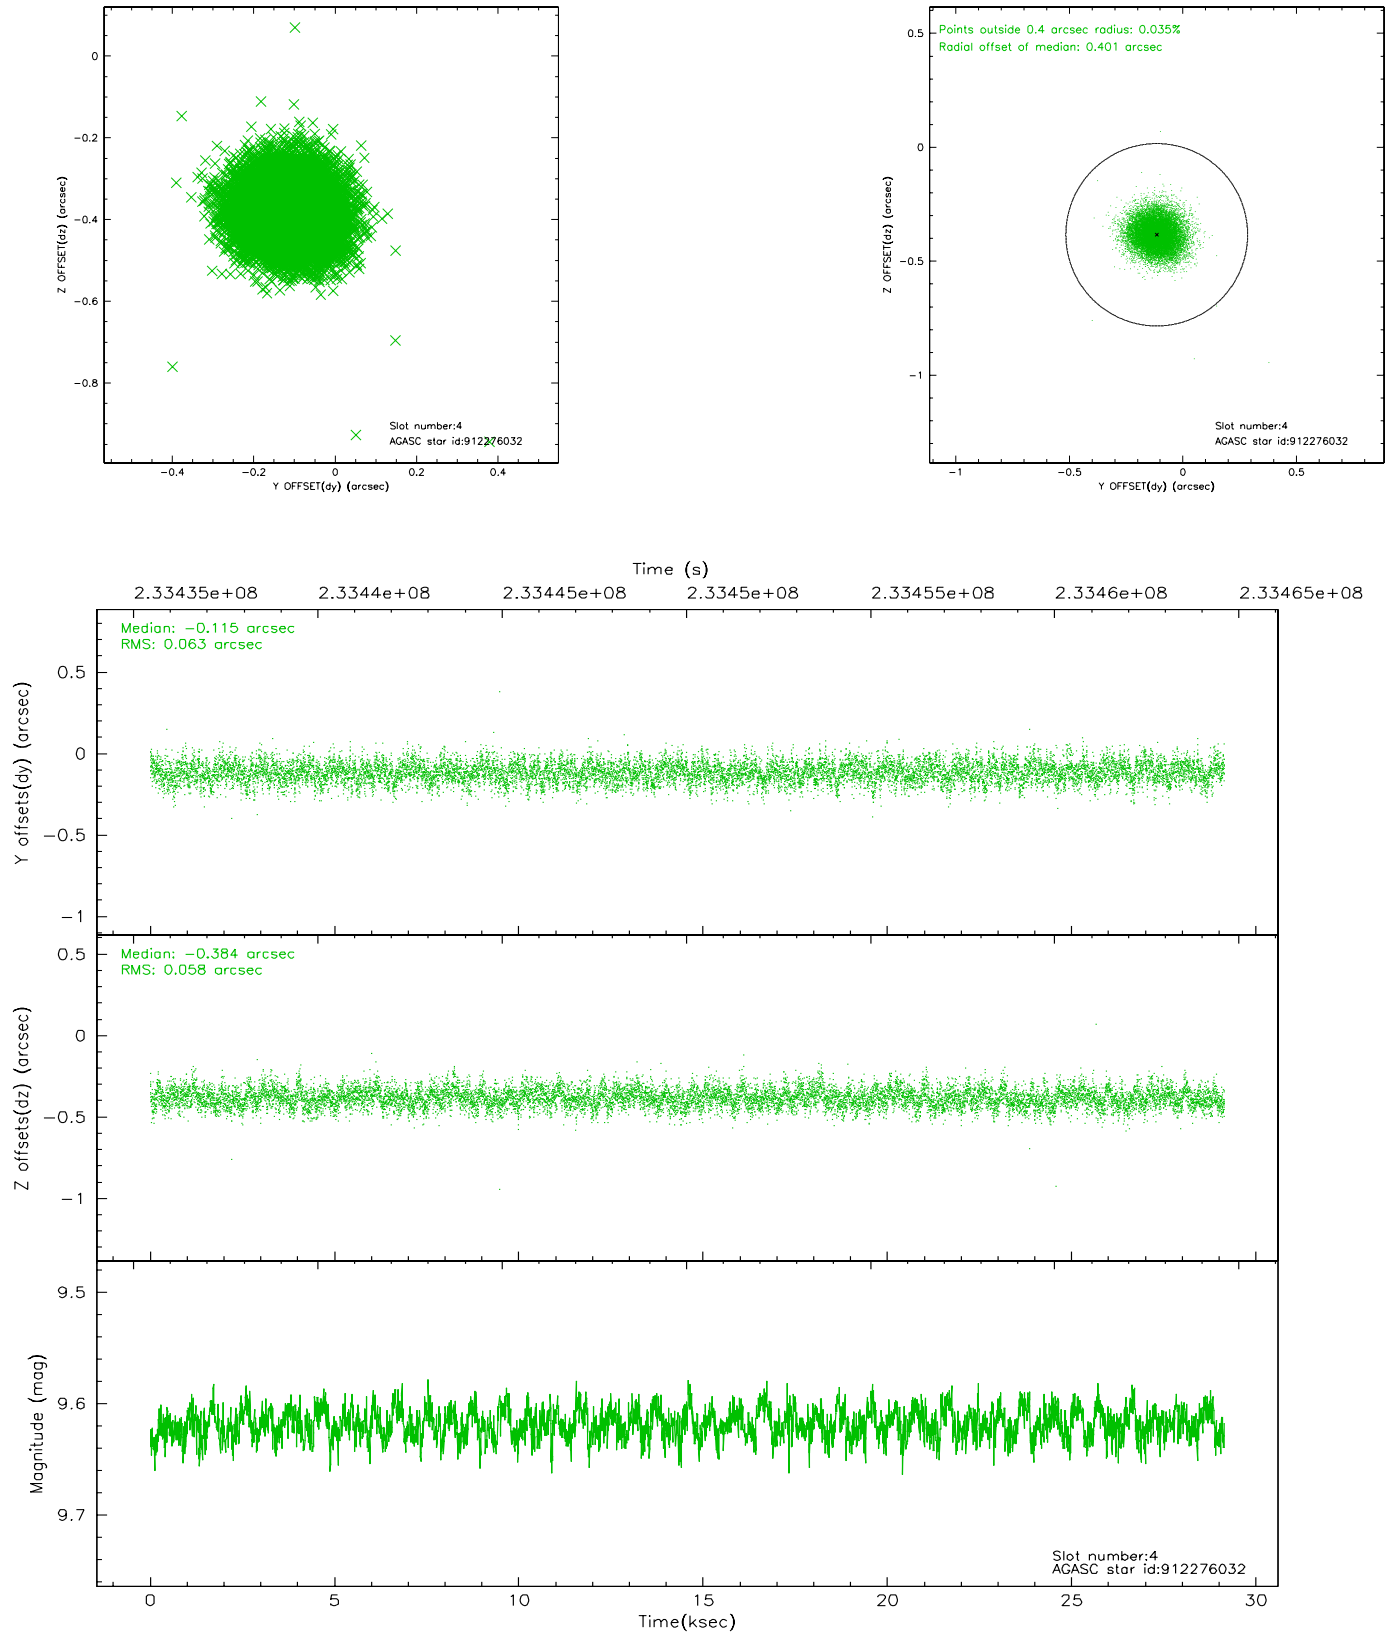 0
−0.2
−0.4
−0.6
−0.8
Z OFFSET(dz) (arcsec)
Slot number:4
AGASC star id:912276032
−0.4
−0.2
0
0.2
0.4
Y OFFSET(dy) (arcsec)
Points outside 0.4 arcsec radius: 0.035%
Radial offset of median: 0.401 arcsec
0.5
0
−0.5
−1
Z OFFSET(dz) (arcsec)
Slot number:4
AGASC star id:912276032
−1
−0.5
0
0.5
Y OFFSET(dy) (arcsec)
Time (s)
2.33435e+08
2.3344e+08
2.33445e+08
2.3345e+08
2.33455e+08
2.3346e+08
2.33465e+08
Median: −0.115 arcsec
RMS: 0.063 arcsec
0.5
0
−0.5
−1
Y offsets(dy) (arcsec)
Median: −0.384 arcsec
RMS: 0.058 arcsec
0.5
0
−0.5
−1
Z offsets(dz) (arcsec)
9.5
9.6
9.7
Magnitude (mag)
Slot number:4
AGASC star id:912276032
0
5
10
15
20
25
30
Time(ksec)